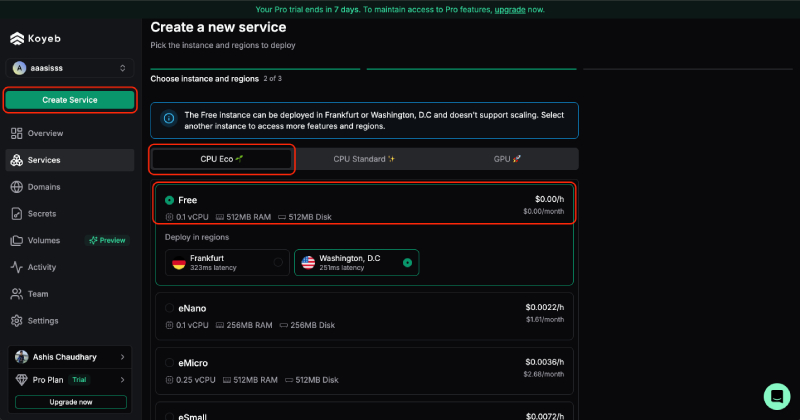 Your Pro trial ends in 7 days. To maintain access to Pro features, upgrade now.
Koyeb
A aaasisss
Create Service
Overview
Services
Domains
Secrets
Volumes Preview
Activity
Team
Settings
Ashis Chaudhary
Pro Plan Trial
Upgrade now
Create a new service
Pick the instance and regions to deploy
Choose instance and regions 2 of 3
The Free instance can be deployed in Frankfurt or Washington, D.C and doesn't support scaling. Select
another instance to access more features and regions.
CPU Eco CPU Standard GPU
Free $0.00/h
0.1 vCPU 512MB RAM 512MB Disk $0.00/month
Deploy in regions
Frankfurt
323ms latency
Washington, D.C
251ms latency
eNano $0.0022/h
0.1 vCPU 256MB RAM 256MB Disk $1.61/month
eMicro $0.0036/h
0.25 vCPU 512MB RAM 512MB Disk $2.68/month
eSmall $0.0072/h